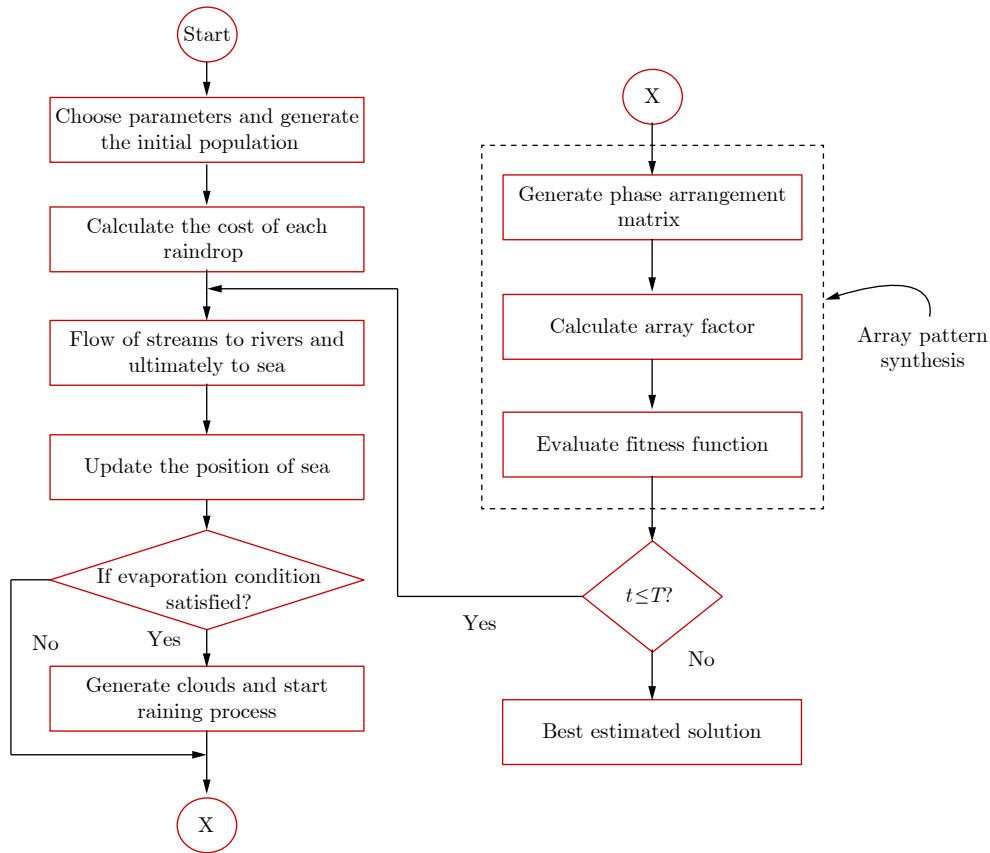 Start
Choose parameters and generate
the initial population
Calculate the cost of each
raindrop
Flow of streams to rivers and
ultimately to sea
Update the position of sea
If evaporation condition
satisfied?
No
Yes
Generate clouds and start
raining process
X
X
Generate phase arrangement
matrix
Calculate array factor
Evaluate fitness function
Array pattern
synthesis
t≤T?
Yes
No
Best estimated solution